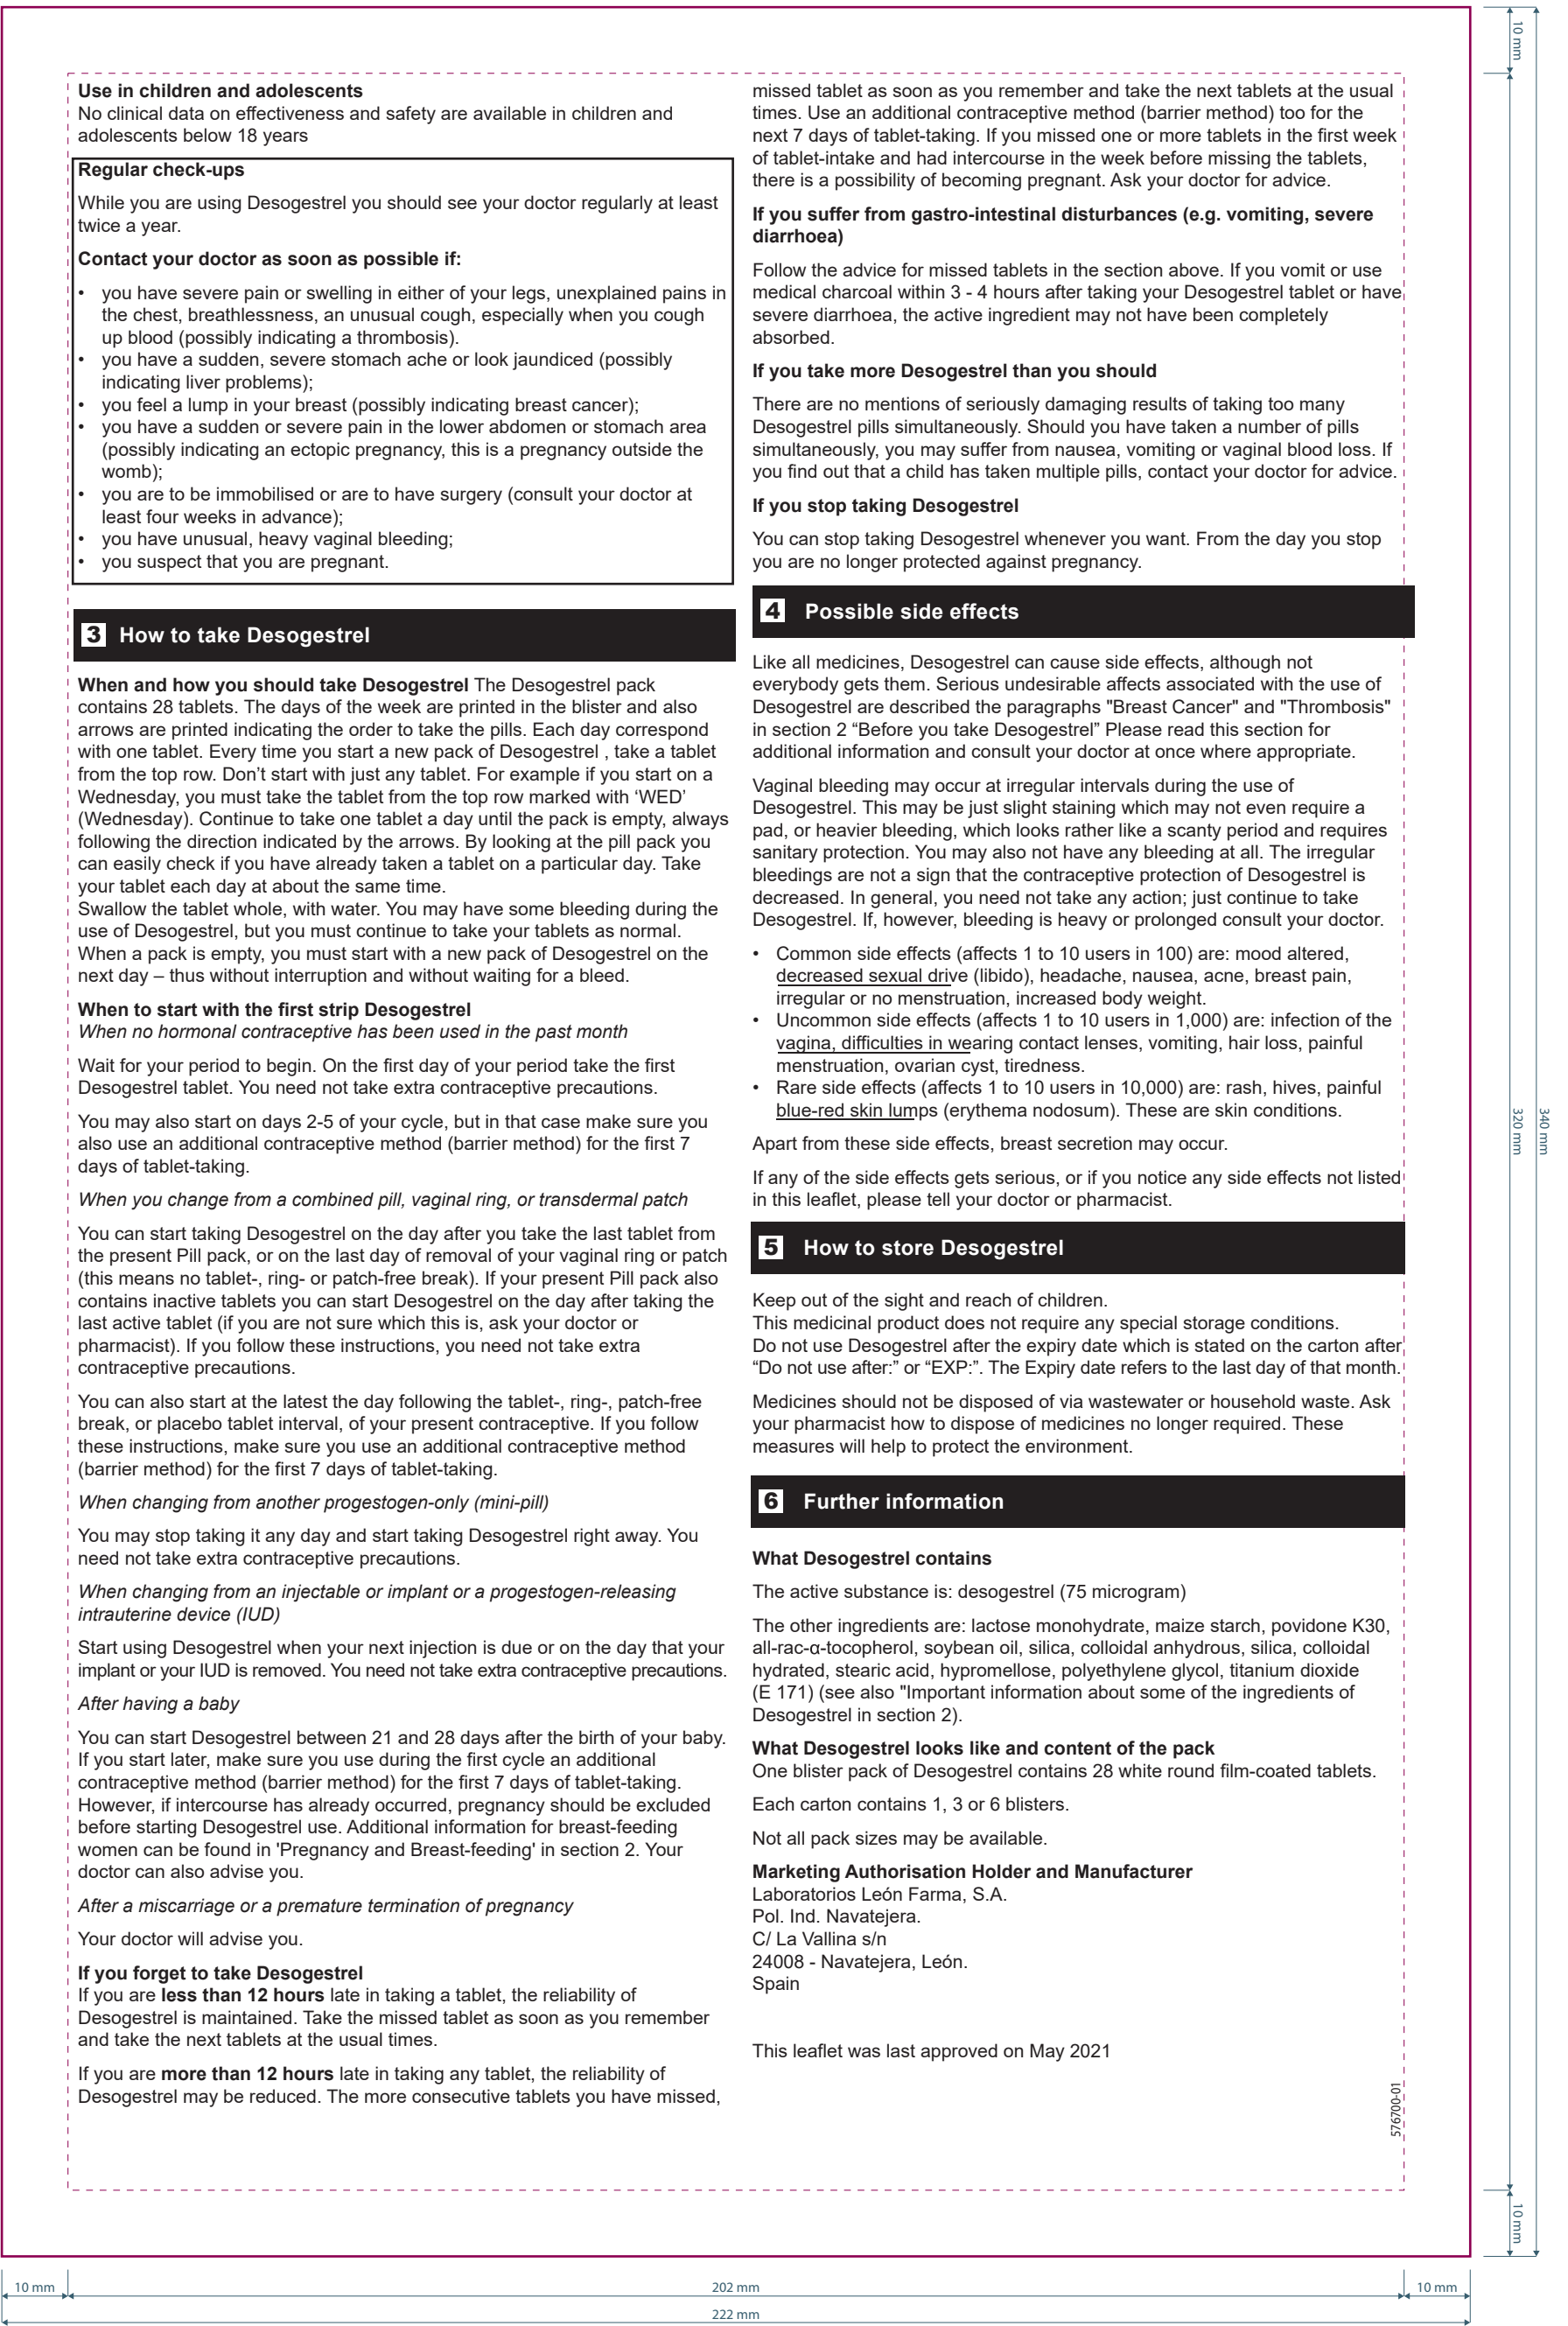 Use in children and adolescents
No clinical data on effectiveness and safety are available in children and
adolescents below 18 years
Regular check-ups
While you are using Desogestrel you should see your doctor regularly at least
twice a year.
Contact your doctor as soon as possible if:
• you have severe pain or swelling in either of your legs, unexplained pains in
the chest, breathlessness, an unusual cough, especially when you cough
up blood (possibly indicating a thrombosis).
• you have a sudden, severe stomach ache or look jaundiced (possibly
indicating liver problems);
• you feel a lump in your breast (possibly indicating breast cancer);
• you have a sudden or severe pain in the lower abdomen or stomach area
(possibly indicating an ectopic pregnancy, this is a pregnancy outside the
womb);
• you are to be immobilised or are to have surgery (consult your doctor at
least four weeks in advance);
• you have unusual, heavy vaginal bleeding;
• you suspect that you are pregnant.
3 How to take Desogestrel
When and how you should take Desogestrel The Desogestrel pack
contains 28 tablets. The days of the week are printed in the blister and also
arrows are printed indicating the order to take the pills. Each day correspond
with one tablet. Every time you start a new pack of Desogestrel , take a tablet
from the top row. Don’t start with just any tablet. For example if you start on a
Wednesday, you must take the tablet from the top row marked with ‘WED’
(Wednesday). Continue to take one tablet a day until the pack is empty, always
following the direction indicated by the arrows. By looking at the pill pack you
can easily check if you have already taken a tablet on a particular day. Take
your tablet each day at about the same time.
Swallow the tablet whole, with water. You may have some bleeding during the
use of Desogestrel, but you must continue to take your tablets as normal.
When a pack is empty, you must start with a new pack of Desogestrel on the
next day – thus without interruption and without waiting for a bleed.
When to start with the first strip Desogestrel
When no hormonal contraceptive has been used in the past month
Wait for your period to begin. On the first day of your period take the first
Desogestrel tablet. You need not take extra contraceptive precautions.
You may also start on days 2-5 of your cycle, but in that case make sure you
also use an additional contraceptive method (barrier method) for the first 7
days of tablet-taking.
When you change from a combined pill, vaginal ring, or transdermal patch
You can start taking Desogestrel on the day after you take the last tablet from
the present Pill pack, or on the last day of removal of your vaginal ring or patch
(this means no tablet-, ring- or patch-free break). If your present Pill pack also
contains inactive tablets you can start Desogestrel on the day after taking the
last active tablet (if you are not sure which this is, ask your doctor or
pharmacist). If you follow these instructions, you need not take extra
contraceptive precautions.
You can also start at the latest the day following the tablet-, ring-, patch-free
break, or placebo tablet interval, of your present contraceptive. If you follow
these instructions, make sure you use an additional contraceptive method
(barrier method) for the first 7 days of tablet-taking.
When changing from another progestogen-only (mini-pill)
You may stop taking it any day and start taking Desogestrel right away. You
need not take extra contraceptive precautions.
When changing from an injectable or implant or a progestogen-releasing
intrauterine device (IUD)
Start using Desogestrel when your next injection is due or on the day that your
implant or your IUD is removed. You need not take extra contraceptive precautions.
After having a baby
You can start Desogestrel between 21 and 28 days after the birth of your baby.
If you start later, make sure you use during the first cycle an additional
contraceptive method (barrier method) for the first 7 days of tablet-taking.
However, if intercourse has already occurred, pregnancy should be excluded
before starting Desogestrel use. Additional information for breast-feeding
women can be found in 'Pregnancy and Breast-feeding' in section 2. Your
doctor can also advise you.
After a miscarriage or a premature termination of pregnancy
Your doctor will advise you.
If you forget to take Desogestrel
If you are less than 12 hours late in taking a tablet, the reliability of
Desogestrel is maintained. Take the missed tablet as soon as you remember
and take the next tablets at the usual times.
If you are more than 12 hours late in taking any tablet, the reliability of
Desogestrel may be reduced. The more consecutive tablets you have missed,
missed tablet as soon as you remember and take the next tablets at the usual
times. Use an additional contraceptive method (barrier method) too for the
next 7 days of tablet-taking. If you missed one or more tablets in the first week
of tablet-intake and had intercourse in the week before missing the tablets,
there is a possibility of becoming pregnant. Ask your doctor for advice.
If you suffer from gastro-intestinal disturbances (e.g. vomiting, severe
diarrhoea)
Follow the advice for missed tablets in the section above. If you vomit or use
medical charcoal within 3 - 4 hours after taking your Desogestrel tablet or have
severe diarrhoea, the active ingredient may not have been completely
absorbed.
If you take more Desogestrel than you should
There are no mentions of seriously damaging results of taking too many
Desogestrel pills simultaneously. Should you have taken a number of pills
simultaneously, you may suffer from nausea, vomiting or vaginal blood loss. If
you find out that a child has taken multiple pills, contact your doctor for advice.
If you stop taking Desogestrel
You can stop taking Desogestrel whenever you want. From the day you stop
you are no longer protected against pregnancy.
4 Possible side effects
Like all medicines, Desogestrel can cause side effects, although not
everybody gets them. Serious undesirable affects associated with the use of
Desogestrel are described the paragraphs "Breast Cancer" and "Thrombosis"
in section 2 “Before you take Desogestrel” Please read this section for
additional information and consult your doctor at once where appropriate.
Vaginal bleeding may occur at irregular intervals during the use of
Desogestrel. This may be just slight staining which may not even require a
pad, or heavier bleeding, which looks rather like a scanty period and requires
sanitary protection. You may also not have any bleeding at all. The irregular
bleedings are not a sign that the contraceptive protection of Desogestrel is
decreased. In general, you need not take any action; just continue to take
Desogestrel. If, however, bleeding is heavy or prolonged consult your doctor.
• Common side effects (affects 1 to 10 users in 100) are: mood altered,
decreased sexual drive (libido), headache, nausea, acne, breast pain,
irregular or no menstruation, increased body weight.
• Uncommon side effects (affects 1 to 10 users in 1,000) are: infection of the
vagina, difficulties in wearing contact lenses, vomiting, hair loss, painful
menstruation, ovarian cyst, tiredness.
• Rare side effects (affects 1 to 10 users in 10,000) are: rash, hives, painful
blue-red skin lumps (erythema nodosum). These are skin conditions.
Apart from these side effects, breast secretion may occur.
If any of the side effects gets serious, or if you notice any side effects not listed
in this leaflet, please tell your doctor or pharmacist.
5 How to store Desogestrel
Keep out of the sight and reach of children.
This medicinal product does not require any special storage conditions.
Do not use Desogestrel after the expiry date which is stated on the carton after
“Do not use after:” or “EXP:”. The Expiry date refers to the last day of that month.
Medicines should not be disposed of via wastewater or household waste. Ask
your pharmacist how to dispose of medicines no longer required. These
measures will help to protect the environment.
6 Further information
What Desogestrel contains
The active substance is: desogestrel (75 microgram)
The other ingredients are: lactose monohydrate, maize starch, povidone K30,
all-rac-α-tocopherol, soybean oil, silica, colloidal anhydrous, silica, colloidal
hydrated, stearic acid, hypromellose, polyethylene glycol, titanium dioxide
(E 171) (see also "Important information about some of the ingredients of
Desogestrel in section 2).
What Desogestrel looks like and content of the pack
One blister pack of Desogestrel contains 28 white round film-coated tablets.
Each carton contains 1, 3 or 6 blisters.
Not all pack sizes may be available.
Marketing Authorisation Holder and Manufacturer
Laboratorios León Farma, S.A.
Pol. Ind. Navatejera.
C/ La Vallina s/n
24008 - Navatejera, León.
Spain
This leaflet was last approved on May 2021
576700-01
10 mm
320 mm
340 mm
10 mm
10 mm
202 mm
10 mm
222 mm